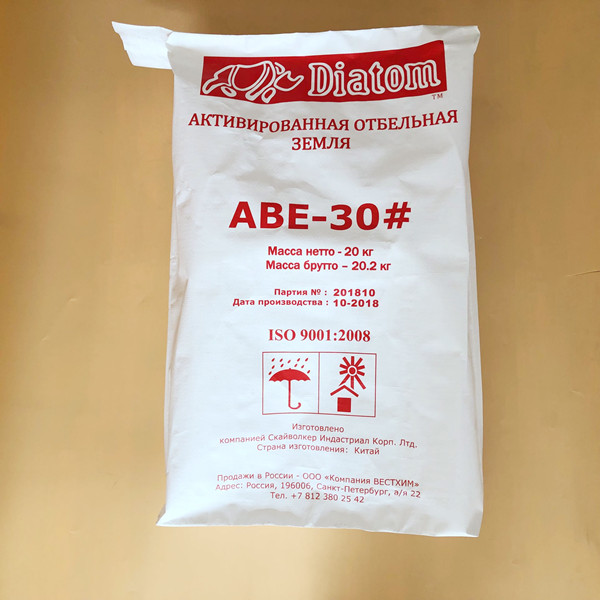 Diatom
TM
АКТИВИРОВАННАЯ ОТБЕЛЬНАЯ
ЗЕМЛЯ
ABE-30#
Масса нетто - 20 кг
Масса брутто – 20.2 кг
Партия № : 201810
Дата производства : 10-2018
ISO 9001:2008
Изготовлено
компанией Скайволкер Индастриал Корп. Лтд.
Страна изготовления: Китай
Продажи в России - ООО «Компания ВЕСТХИМ»
Адрес: Россия, 196006, Санкт-Петербург, а/я 22
Тел. +7 812 380 25 42